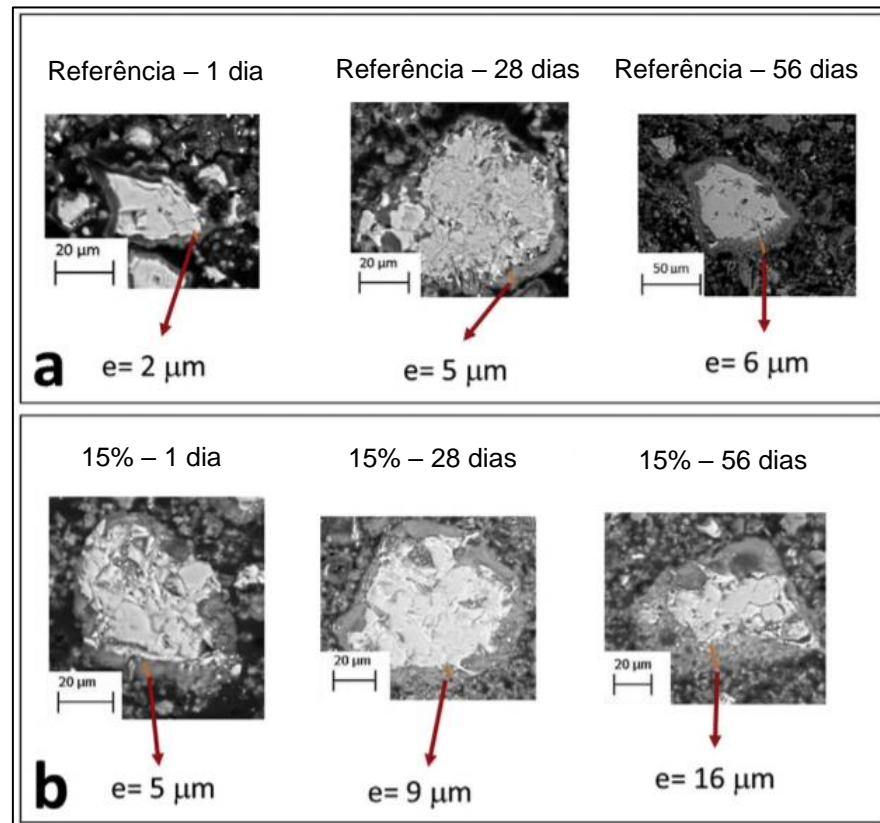 Referência – 1 dia
Referência – 28 dias
Referência – 56 dias
20 µm
20 µm
50 µm
a
e= 2 µm
e= 5 µm
e= 6 µm
15% – 1 dia
15% – 28 dias
15% – 56 dias
20 µm
20 µm
20 µm
b
e= 5 µm
e= 9 µm
e= 16 µm